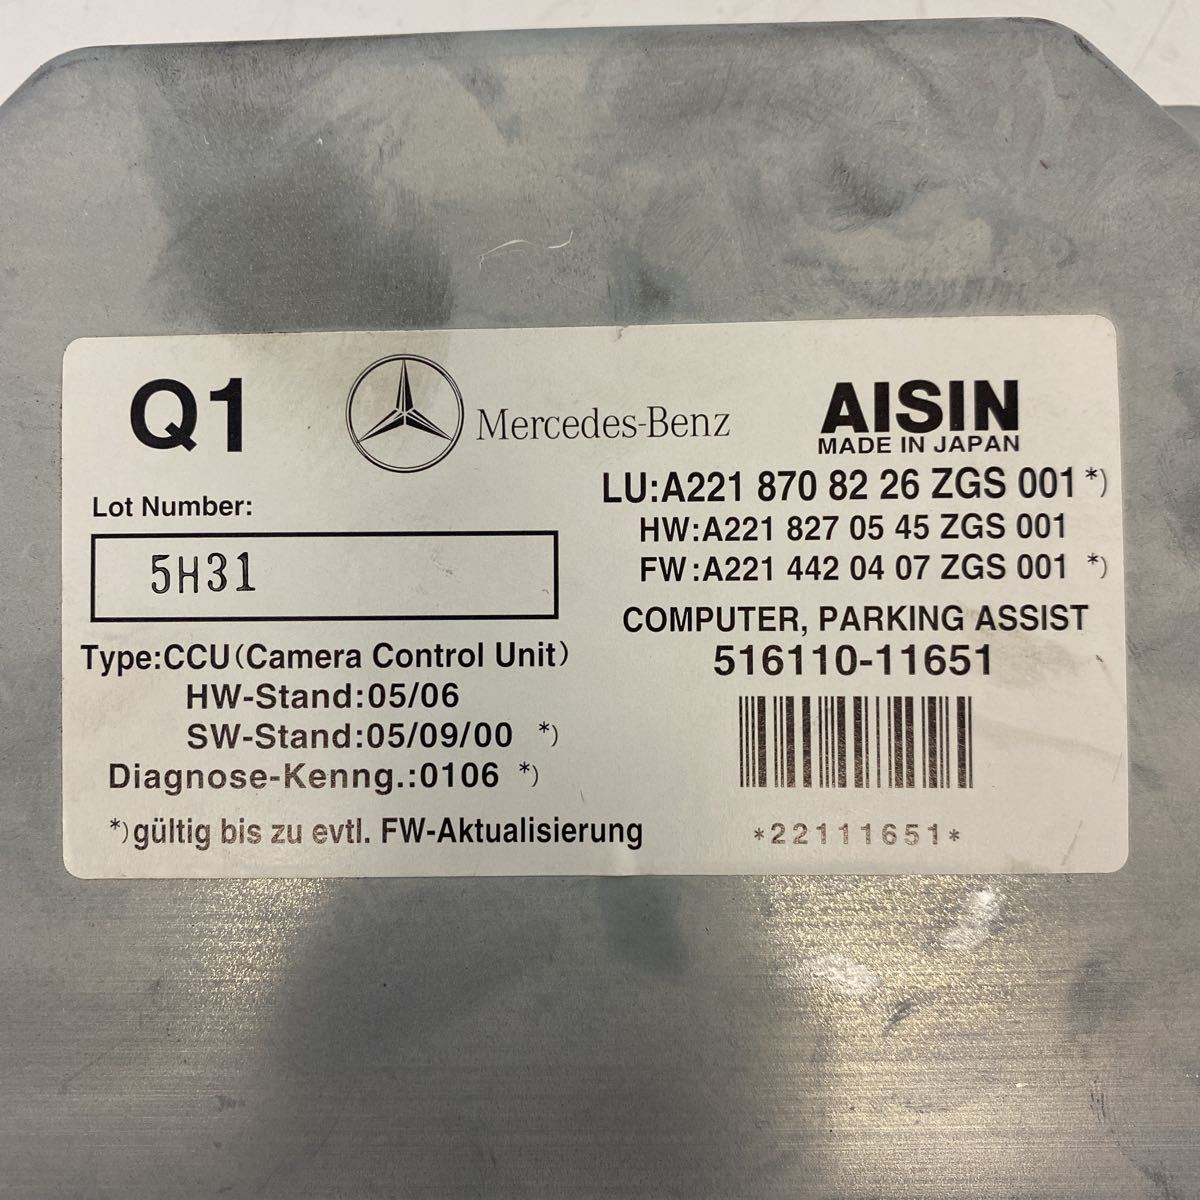 Q1
Mercedes-Benz
AISIN
MADE IN JAPAN
Lot Number:
5H31
LU:A221 870 82 26 ZGS 001 *)
HW:A221 827 05 45 ZGS 001
FW:A221 442 04 07 ZGS 001 *)
COMPUTER, PARKING ASSIST
516110-11651
Type:CCU(Camera Control Unit)
HW-Stand:05/06
SW-Stand:05/09/00 *)
Diagnose-Kenng.:0106 *)
*)gültig bis zu evtl. FW-Aktualisierung
*22111651*